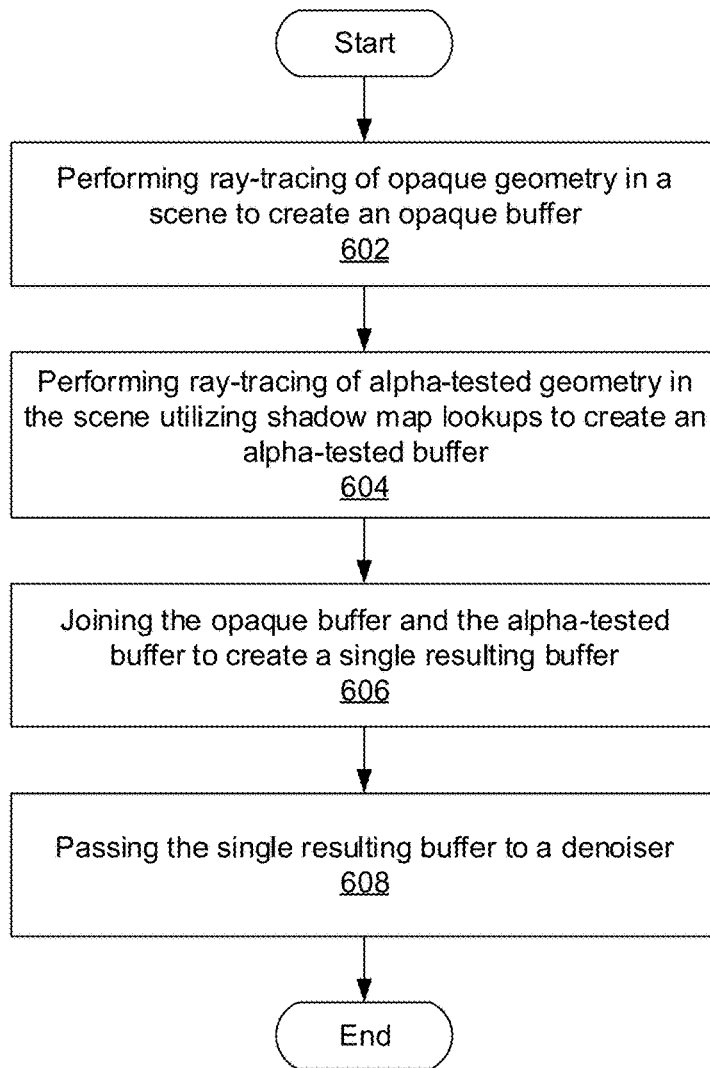 Start
Performing ray-tracing of opaque geometry in a
scene to create an opaque buffer
602
Performing ray-tracing of alpha-tested geometry in
the scene utilizing shadow map lookups to create an
alpha-tested buffer
604
Joining the opaque buffer and the alpha-tested
buffer to create a single resulting buffer
606
Passing the single resulting buffer to a denoiser
608
End